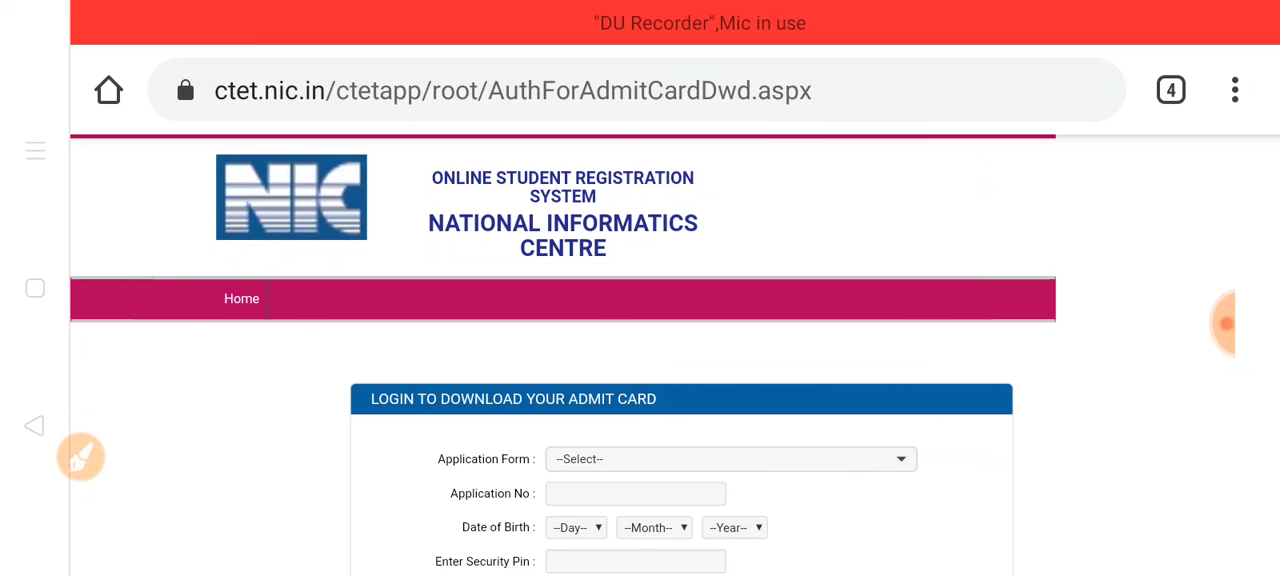 "DU Recorder",Mic in use
ctet.nic.in/ctetapp/root/AuthForAdmitCardDwd.aspx
4
NIC
ONLINE STUDENT REGISTRATION
SYSTEM
NATIONAL INFORMATICS
CENTRE
Home
LOGIN TO DOWNLOAD YOUR ADMIT CARD
Application Form : --Select--
Application No :
Date of Birth : --Day-- --Month-- --Year--
Enter Security Pin :